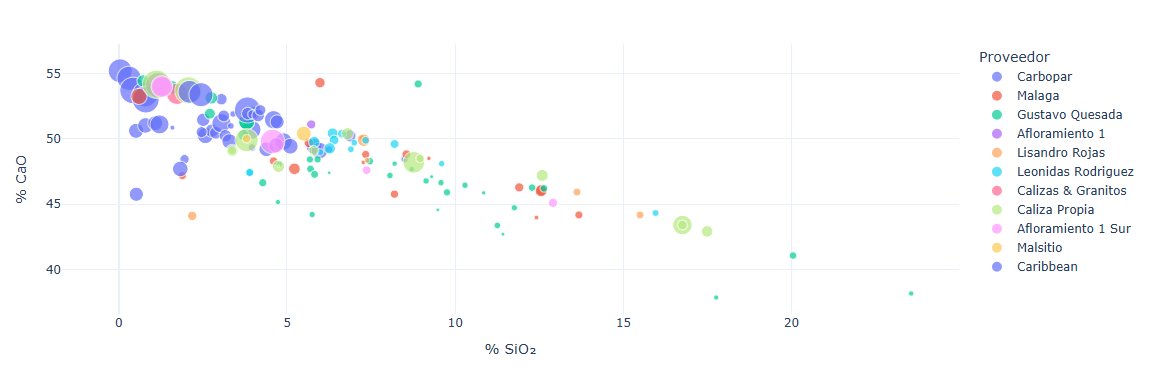 Proveedor
Carbopar
Malaga
Gustavo Quesada
Afloramiento 1
Lisandro Rojas
Leonidas Rodriguez
Calizas & Granitos
Caliza Propia
Afloramiento 1 Sur
Malsitio
Caribbean
% CaO
55
50
45
40
0
5
10
15
20
% SiO₂